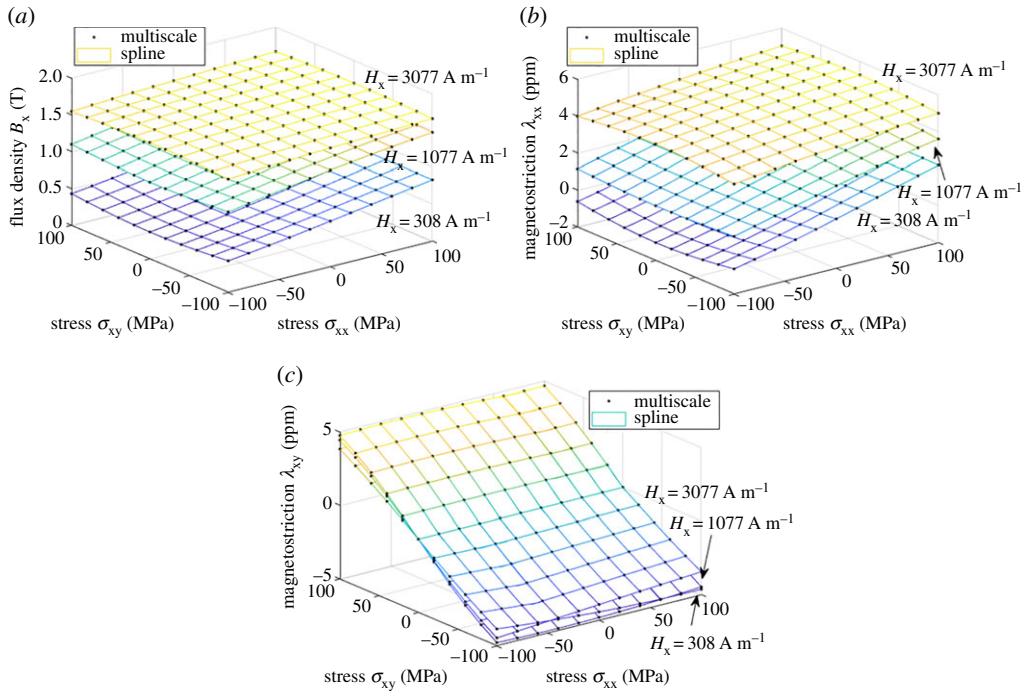 (a)
multiscale
spline
flux density Bx (T)
2.0
1.5
1.0
0.5
0
Hx = 3077 A m−1
Hx = 1077 A m−1
Hx = 308 A m−1
100
50
0
−50
−100
−100
−50
0
50
100
stress σxy (MPa)
stress σxx (MPa)
(b)
multiscale
spline
magnetostriction λxx (ppm)
6
4
2
0
−2
Hx = 3077 A m−1
Hx = 1077 A m−1
Hx = 308 A m−1
100
50
0
−50
−100
−100
−50
0
50
100
stress σxy (MPa)
stress σxx (MPa)
(c)
multiscale
spline
magnetostriction λxy (ppm)
5
0
−5
Hx = 3077 A m−1
Hx = 1077 A m−1
Hx = 308 A m−1
100
50
0
−50
−100
−100
−50
0
50
100
stress σxy (MPa)
stress σxx (MPa)